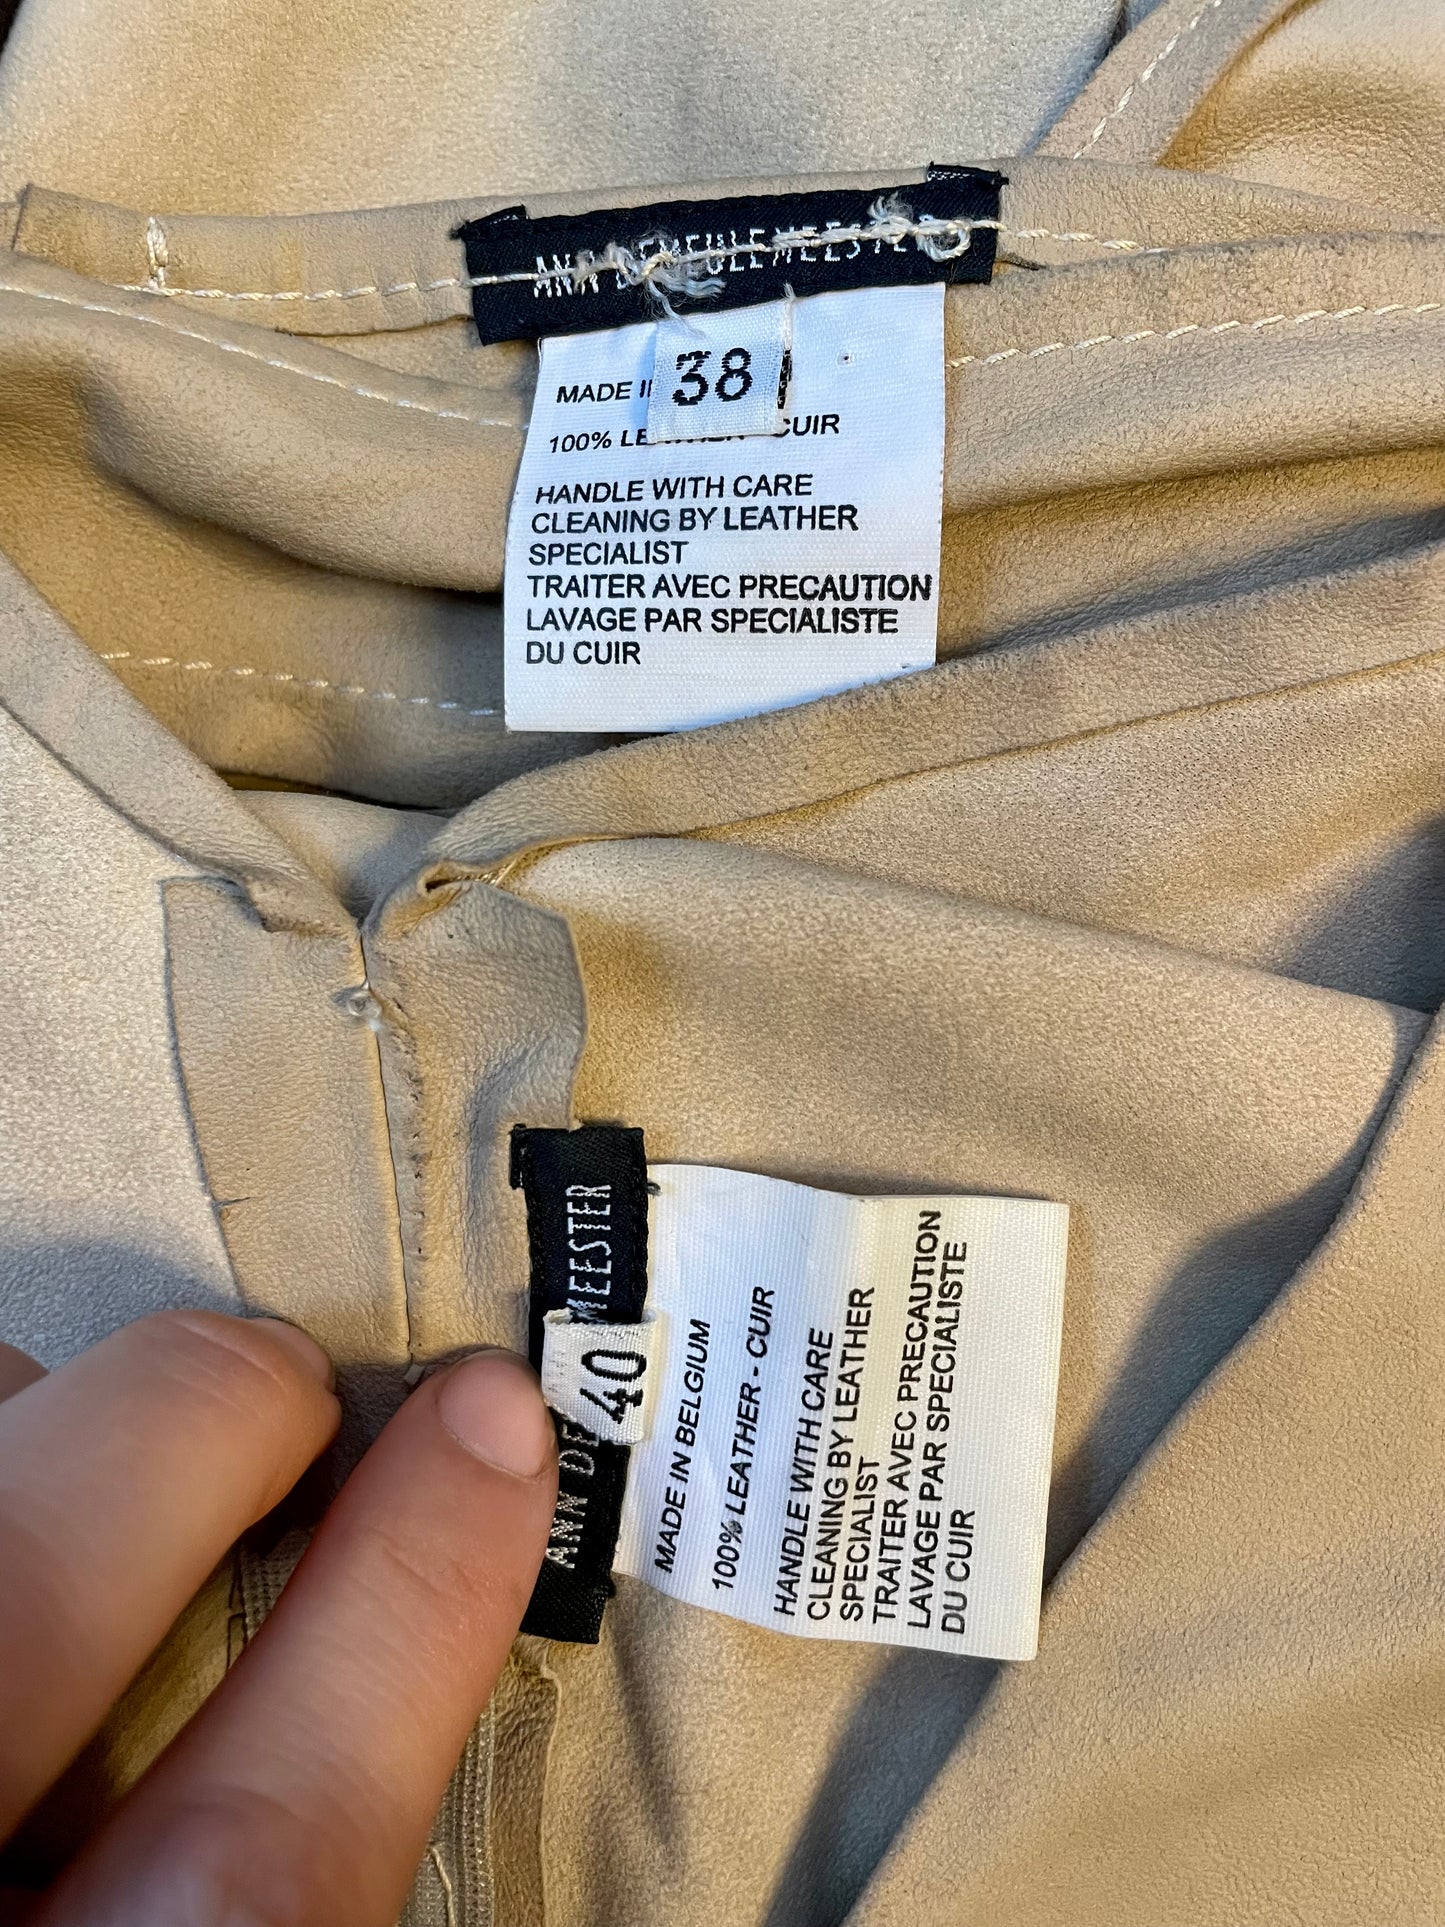 ANN DEMEULEMEESTER
38
MADE
100% LEATHER - CUIR
HANDLE WITH CARE
CLEANING BY LEATHER
SPECIALIST
TRAITER AVEC PRECAUTION
LAVAGE PAR SPECIALISTE
DU CUIR
ANN DE MEESTER
40
MADE IN BELGIUM
100% LEATHER - CUIR
HANDLE WITH CARE
CLEANING BY LEATHER
SPECIALIST
TRAITER AVEC PRECAUTION
LAVAGE PAR SPECIALISTE
DU CUIR